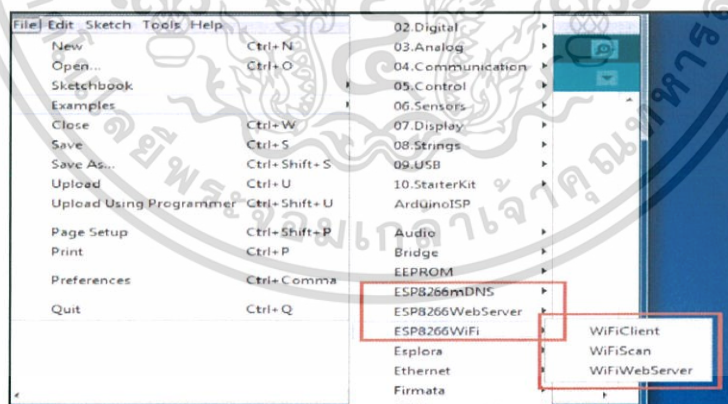 File Edit Sketch Tools Help
New Ctrl+N
Open... Ctrl+O
Sketchbook
Examples
Close Ctrl+W
Save Ctrl+S
Save As... Ctrl+Shift+S
Upload Ctrl+U
Upload Using Programmer Ctrl+Shift+U
Page Setup Ctrl+Shift+P
Print Ctrl+P
Preferences Ctrl+Comma
Quit Ctrl+Q
02.Digital
03.Analog
04.Communication
05.Control
06.Sensors
07.Display
08.Strings
09.USB
10.StarterKit
ArduinoISP
Audio
Bridge
EEPROM
ESP8266mDNS
ESP8266WebServer
ESP8266WiFi
Esplora
Ethernet
Firmata
WiFiClient
WiFiScan
WiFiWebServer